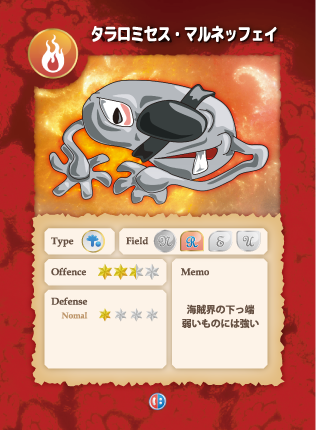 タラロミセス・マルネッフェイ
Type
Field N R S U
Offence
Memo
Defense
Nomal
海賊界の下っ端
弱いものには強い